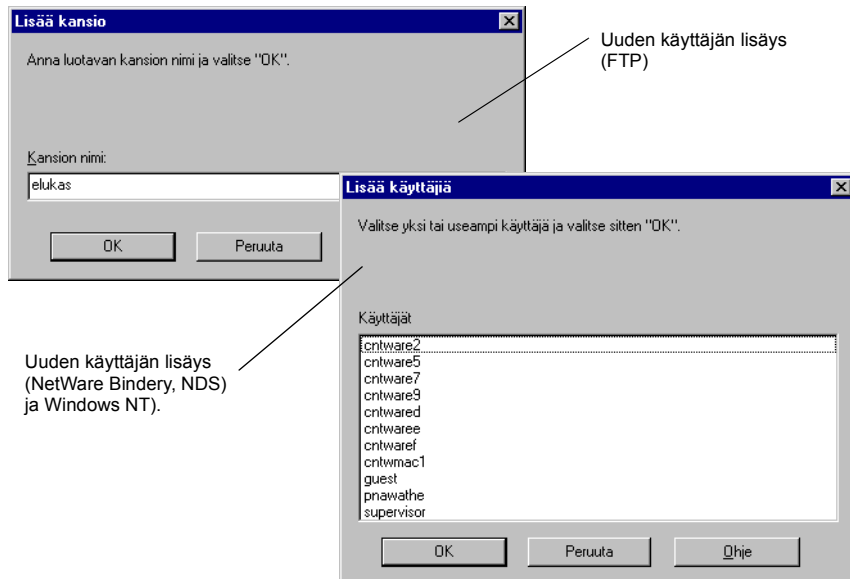 Lisää kansio
Anna luotavan kansion nimi ja valitse "OK".
Kansion nimi:
elukas
OK
Peruuta
Uuden käyttäjän lisäys
(FTP)
Lisää käyttäjiä
Valitse yksi tai useampi käyttäjä ja valitse sitten "OK".
Käyttäjät
cntware2
cntware5
cntware7
cntware9
cntwared
cntwaree
cntwaref
cntwmac1
guest
pnawathe
supervisor
OK
Peruuta
Ohje
Uuden käyttäjän lisäys
(NetWare Bindery, NDS)
ja Windows NT).